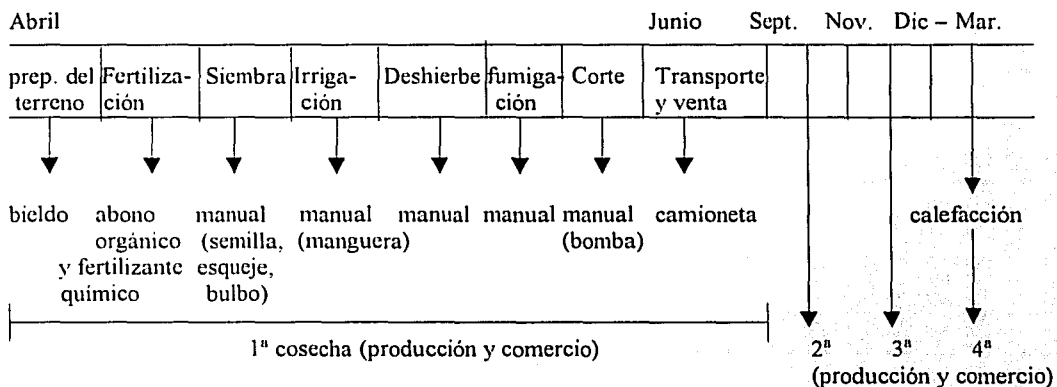 Abril Junio Sept. Nov. Dic – Mar.
prep. del Fertiliza- Siembra Irriga- Deshierbe fumiga- Corte Transporte
terreno ción ción ción y venta
bieldo abono manual manual manual manual manual camioneta calefacción
orgánico (semilla, (manguera) (bomba)
y fertilizante esqueje,
químico bulbo)
1ª cosecha (producción y comercio) 2ª 3ª 4ª
(producción y comercio)